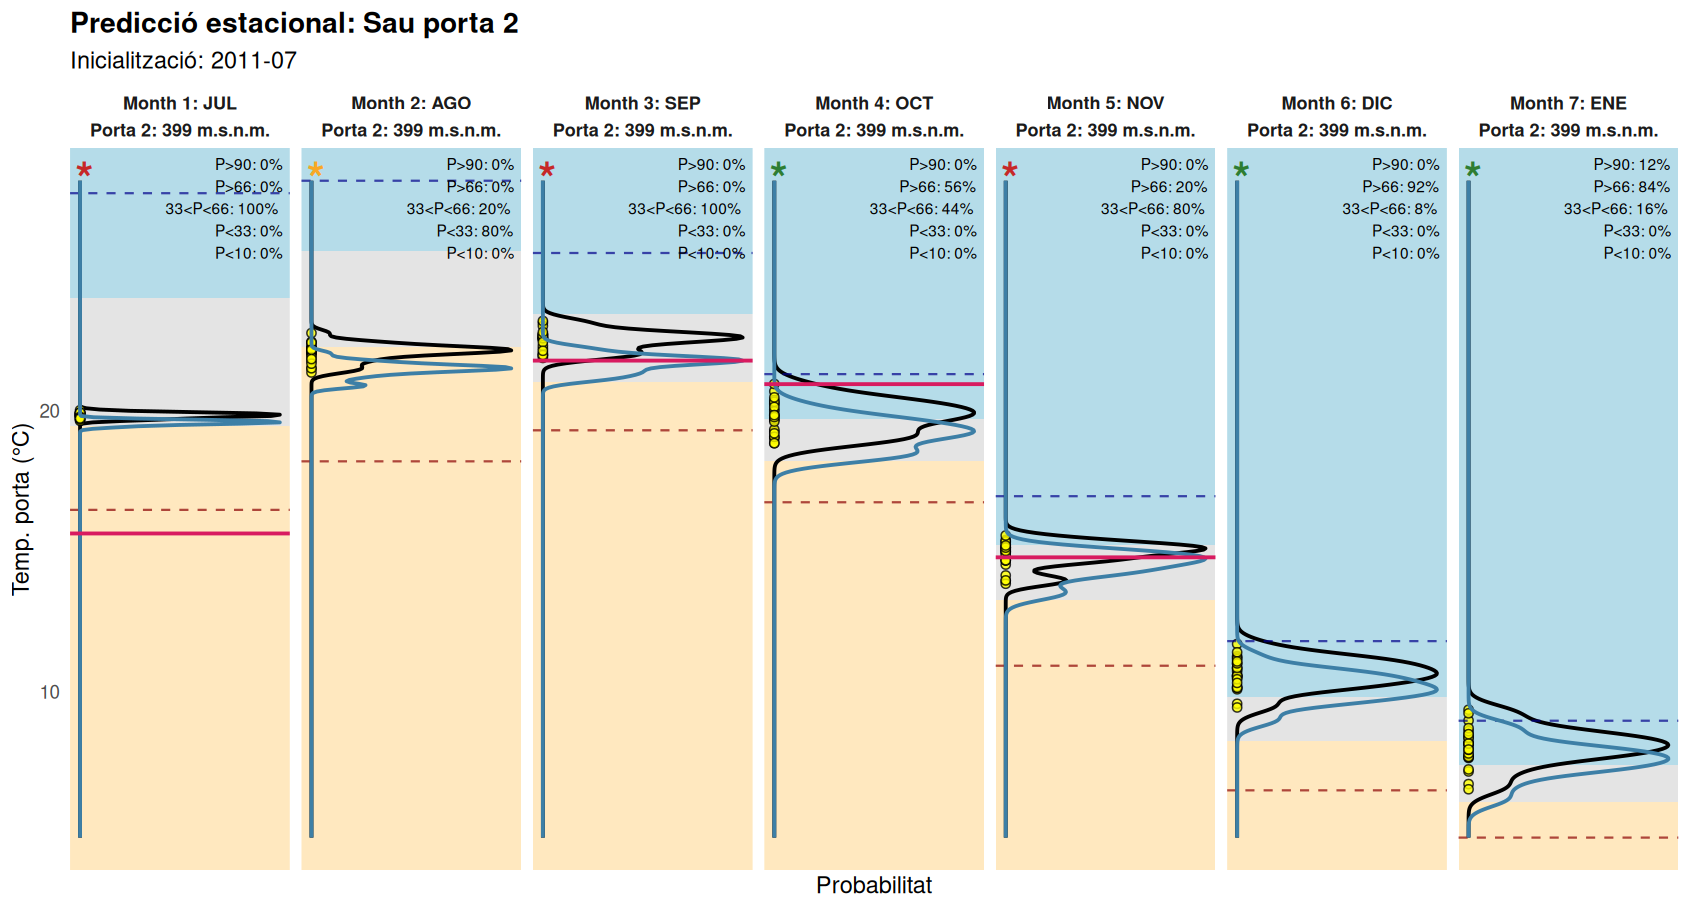 Predicció estacional: Sau porta 2
Inicialització: 2011-07
Month 1: JUL
Porta 2: 399 m.s.n.m.
Month 2: AGO
Porta 2: 399 m.s.n.m.
Month 3: SEP
Porta 2: 399 m.s.n.m.
Month 4: OCT
Porta 2: 399 m.s.n.m.
Month 5: NOV
Porta 2: 399 m.s.n.m.
Month 6: DIC
Porta 2: 399 m.s.n.m.
Month 7: ENE
Porta 2: 399 m.s.n.m.
*
P>90: 0%
P>66: 0%
33<P<66: 100%
P<33: 0%
P<10: 0%
*
P>90: 0%
P>66: 0%
33<P<66: 20%
P<33: 80%
P<10: 0%
*
P>90: 0%
P>66: 0%
33<P<66: 100%
P<33: 0%
P<10: 0%
*
P>90: 0%
P>66: 56%
33<P<66: 44%
P<33: 0%
P<10: 0%
*
P>90: 0%
P>66: 20%
33<P<66: 80%
P<33: 0%
P<10: 0%
*
P>90: 0%
P>66: 92%
33<P<66: 8%
P<33: 0%
P<10: 0%
*
P>90: 12%
P>66: 84%
33<P<66: 16%
P<33: 0%
P<10: 0%
Temp. porta (°C)
20
10
Probabilitat